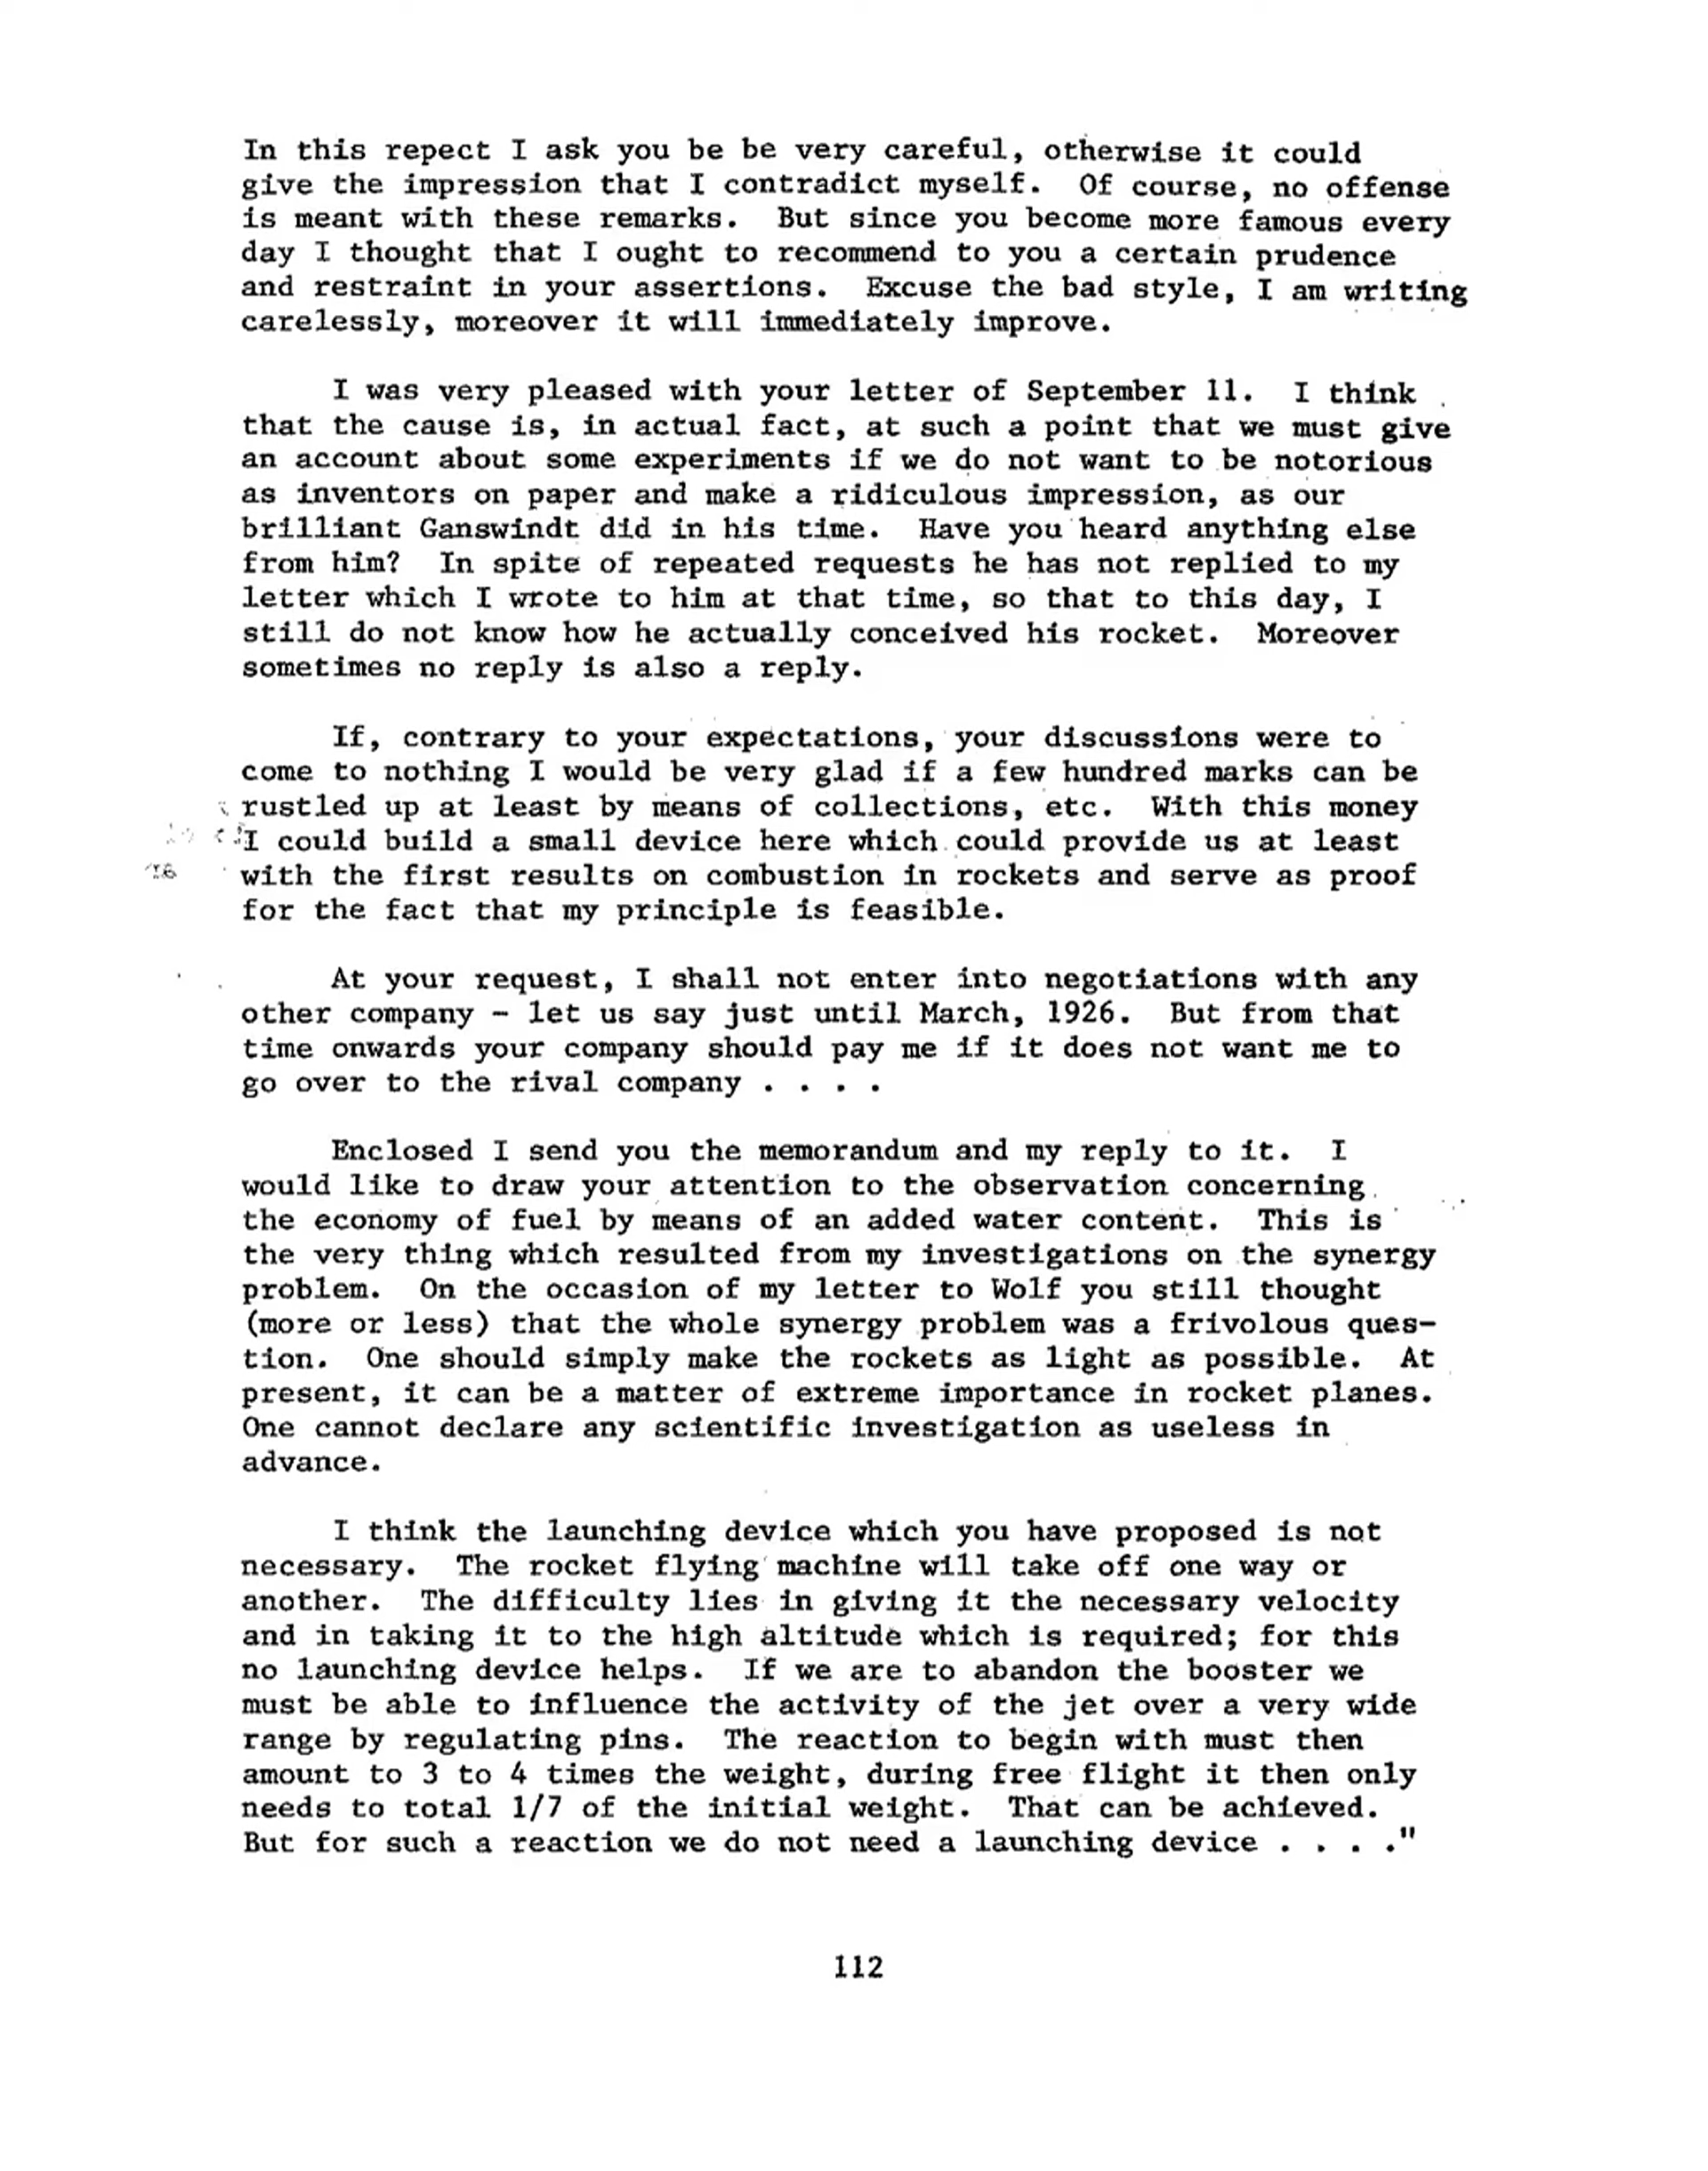 In this repect I ask you be be very careful, otherwise it could
give the impression that I contradict myself. Of course, no offense
is meant with these remarks. But since you become more famous every
day I thought that I ought to recommend to you a certain prudence
and restraint in your assertions. Excuse the bad style, I am writing
carelessly, moreover it will immediately improve.
I was very pleased with your letter of September 11. I think
that the cause is, in actual fact, at such a point that we must give
an account about some experiments if we do not want to be notorious
as inventors on paper and make a ridiculous impression, as our
brilliant Ganswindt did in his time. Have you heard anything else
from him? In spite of repeated requests he has not replied to my
letter which I wrote to him at that time, so that to this day, I
still do not know how he actually conceived his rocket. Moreover
sometimes no reply is also a reply.
If, contrary to your expectations, your discussions were to
come to nothing I would be very glad if a few hundred marks can be
rustled up at least by means of collections, etc. With this money
I could build a small device here which could provide us at least
with the first results on combustion in rockets and serve as proof
for the fact that my principle is feasible.
At your request, I shall not enter into negotiations with any
other company - let us say just until March, 1926. But from that
time onwards your company should pay me if it does not want me to
go over to the rival company . . . .
Enclosed I send you the memorandum and my reply to it. I
would like to draw your attention to the observation concerning
the economy of fuel by means of an added water content. This is
the very thing which resulted from my investigations on the synergy
problem. On the occasion of my letter to Wolf you still thought
(more or less) that the whole synergy problem was a frivolous ques-
tion. One should simply make the rockets as light as possible. At
present, it can be a matter of extreme importance in rocket planes.
One cannot declare any scientific investigation as useless in
advance.
I think the launching device which you have proposed is not
necessary. The rocket flying machine will take off one way or
another. The difficulty lies in giving it the necessary velocity
and in taking it to the high altitude which is required; for this
no launching device helps. If we are to abandon the booster we
must be able to influence the activity of the jet over a very wide
range by regulating pins. The reaction to begin with must then
amount to 3 to 4 times the weight, during free flight it then only
needs to total 1/7 of the initial weight. That can be achieved.
But for such a reaction we do not need a launching device . . . ."
112